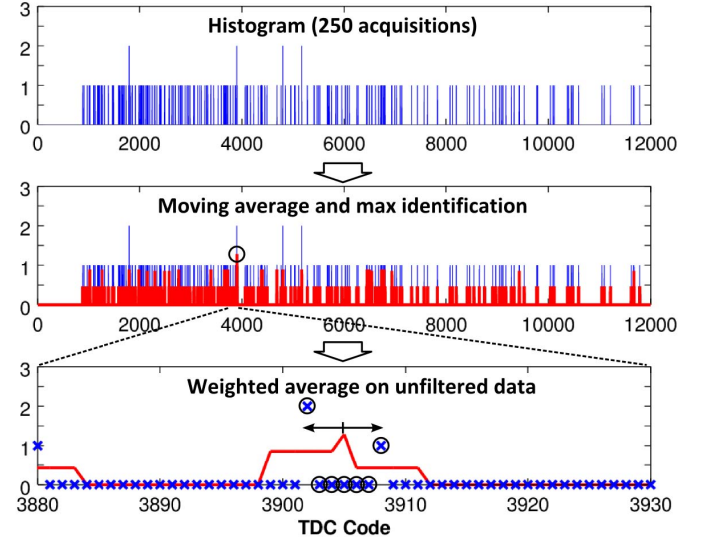 Histogram (250 acquisitions)
3
2
1
0
0 2000 4000 6000 8000 10000 12000
Moving average and max identification
3
2
1
0
0 2000 4000 6000 8000 10000 12000
Weighted average on unfiltered data
3
2
1
0
3880 3890 3900 3910 3920 3930
TDC Code